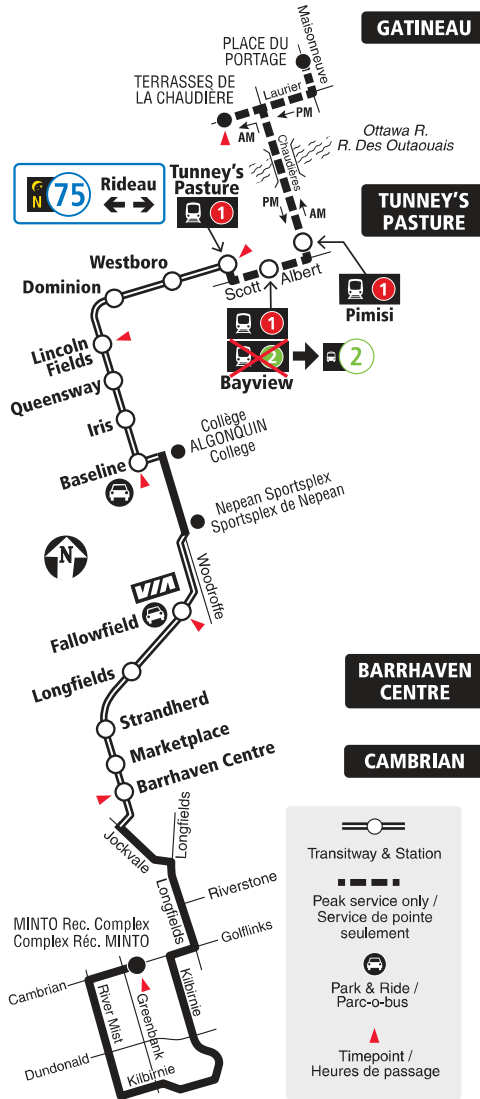 GATINEAU
PLACE DU
PORTAGE
Maisonneuve
TERRASSES DE
LA CHAUDIÈRE
Laurier
PM
AM
Chaudières
Ottawa R.
R. Des Outaouais
N
75
Rideau
Tunney's
Pasture
1
TUNNEY'S
PASTURE
PM
AM
Westboro
Dominion
Scott
Albert
1
Pimisi
1
2
2
Bayview
Lincoln
Fields
Queensway
Iris
Baseline
Collège
ALGONQUIN
College
Nepean Sportsplex
Sportsplex de Nepean
N
Woodroffe
VIA
Fallowfield
Longfields
BARRHAVEN
CENTRE
Strandherd
Marketplace
Barrhaven Centre
CAMBRIAN
Jockvale
Longfields
Longfields
Riverstone
Golflinks
MINTO Rec. Complex
Complexe Réc. MINTO
Cambrian
River Mist
Greenbank
Kilbirnie
Dundonald
Kilbirnie
Transitway & Station
Peak service only /
Service de pointe
seulement
Park & Ride /
Parc-o-bus
Timepoint /
Heures de passage